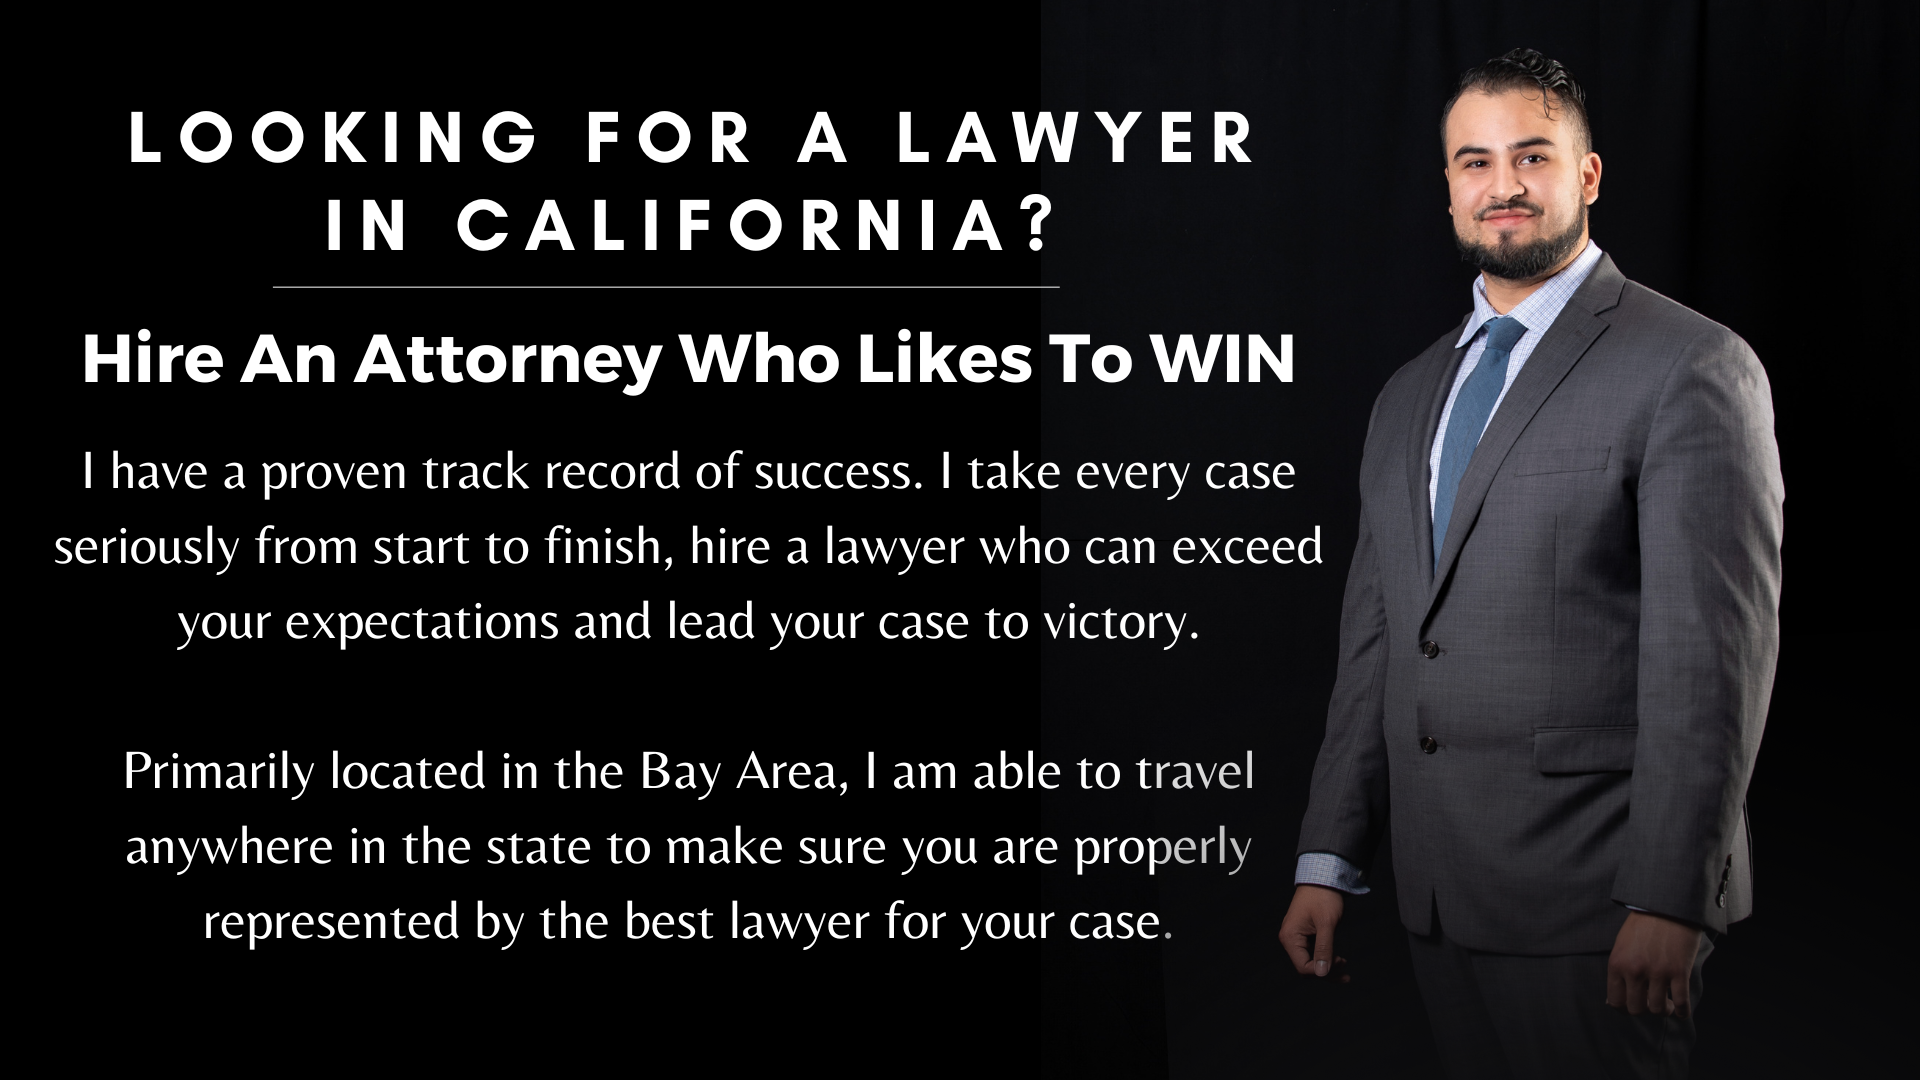 LOOKING FOR A LAWYER
IN CALIFORNIA?
Hire An Attorney Who Likes To WIN
I have a proven track record of success. I take every case
seriously from start to finish, hire a lawyer who can exceed
your expectations and lead your case to victory.
Primarily located in the Bay Area, I am able to travel
anywhere in the state to make sure you are properly
represented by the best lawyer for your case.